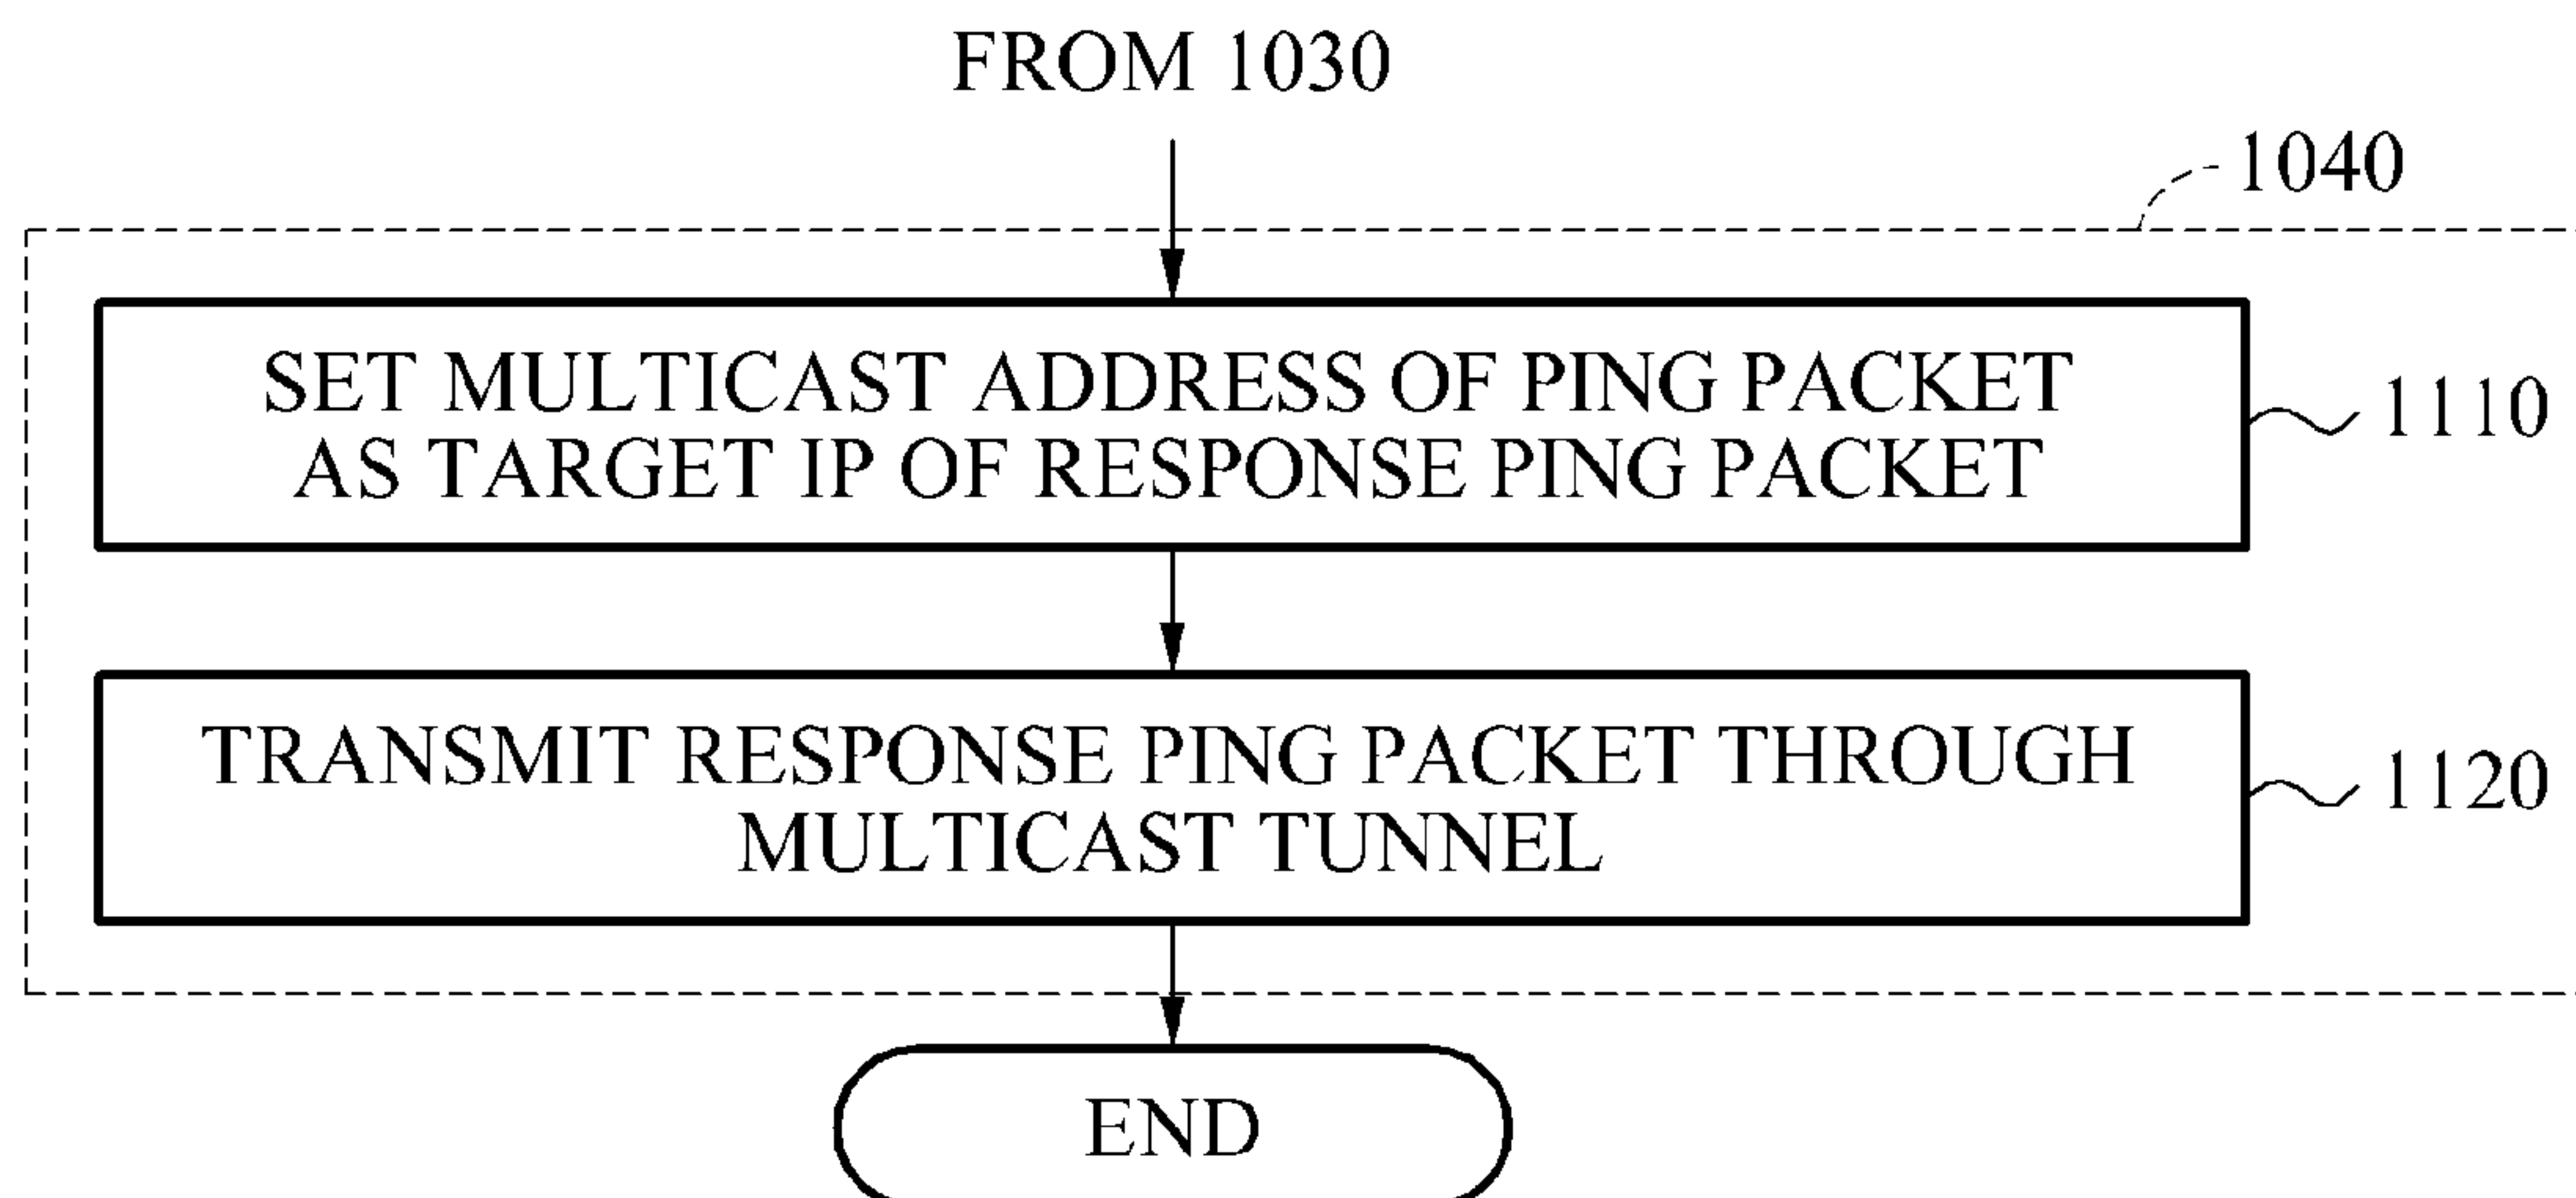 FROM 1030
1040
SET MULTICAST ADDRESS OF PING PACKET
AS TARGET IP OF RESPONSE PING PACKET
1110
TRANSMIT RESPONSE PING PACKET THROUGH
MULTICAST TUNNEL
1120
END